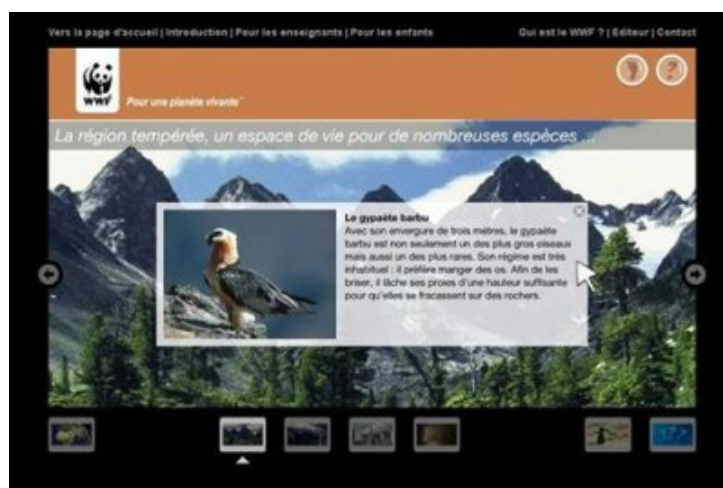 Vers la page d'accueil | Introduction | Pour les enseignants | Pour les enfants
Qui est le WWF ? | Editeur | Contact
WWF
Pour une planète vivante
La région tempérée, un espace de vie pour de nombreuses espèces ...
Le gypaète barbu
Avec son envergure de trois mètres, le gypaète
barbu est non seulement un des plus gros oiseaux
mais aussi un des plus rares. Son régime est très
inhabituel : il préfère manger des os. Afin de les
briser, il lâche ses proies d'une hauteur suffisante
pour qu'elles se fracassent sur des rochers.